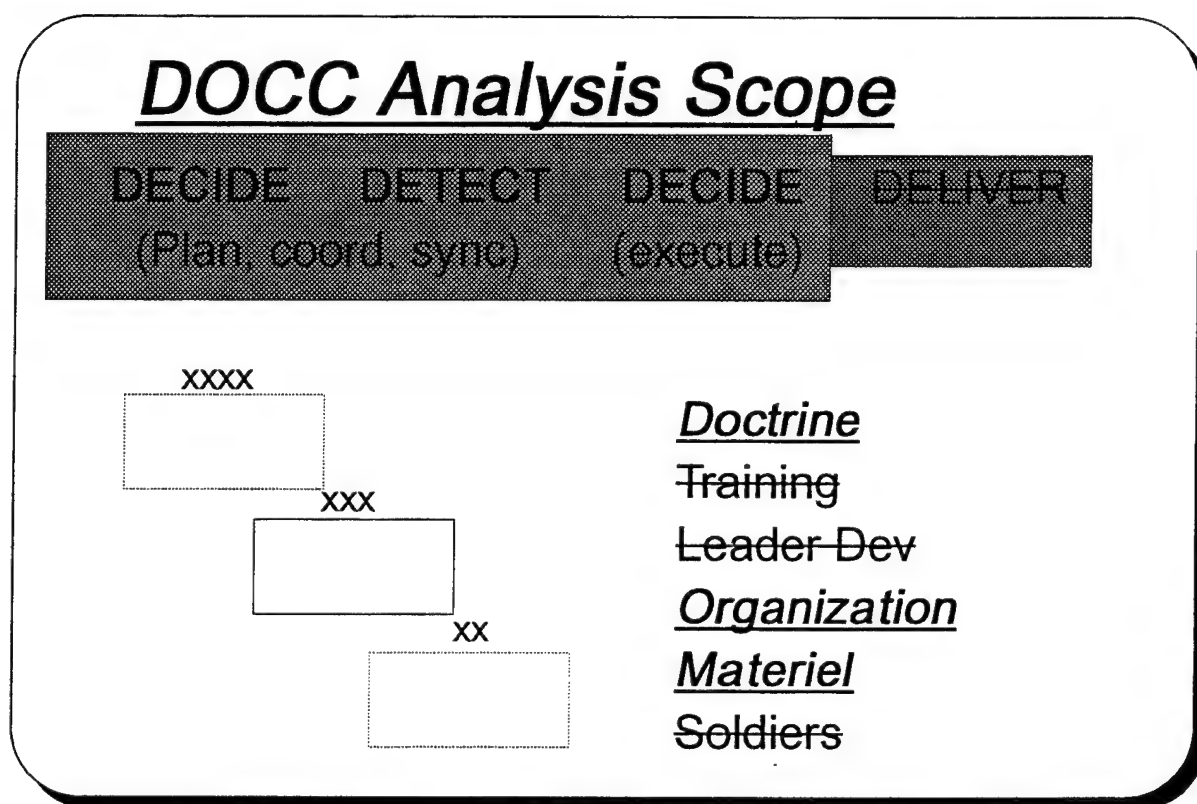 DOCC Analysis Scope
DECIDE DETECT DECIDE DELIVER
(Plan, coord, sync) (execute)
xxxx
xxx
xx
Doctrine
Training
Leader Dev
Organization
Materiel
Soldiers